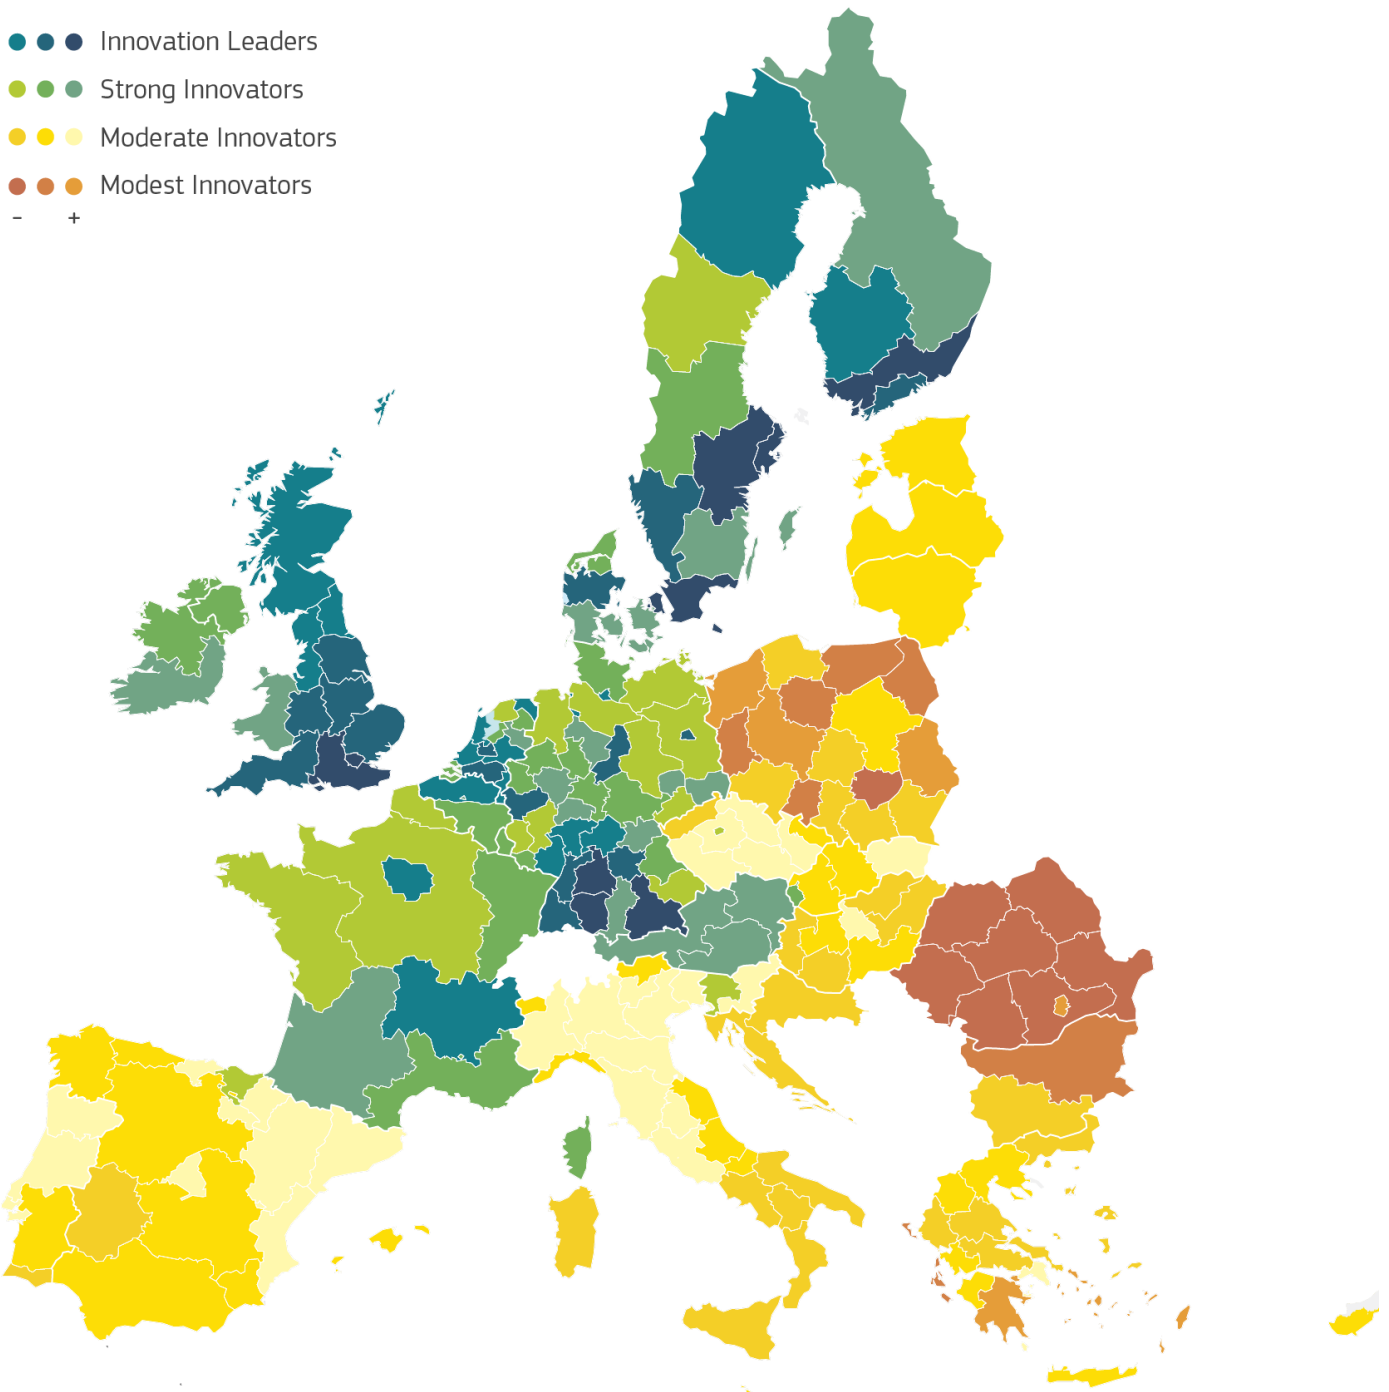 Innovation Leaders
Strong Innovators
Moderate Innovators
Modest Innovators
- +